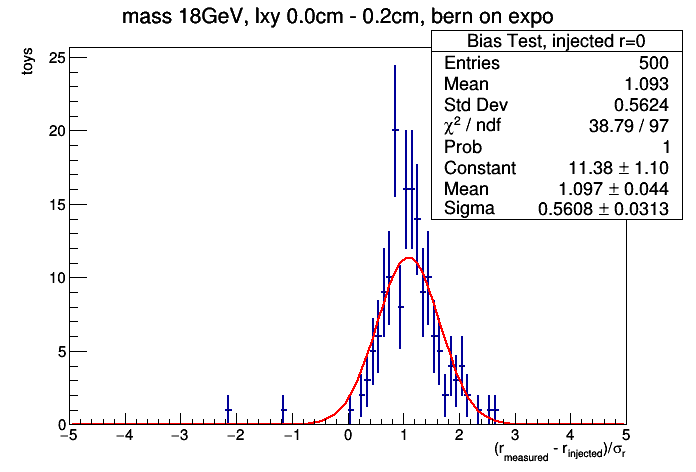 mass 18GeV, lxy 0.0cm - 0.2cm, bern on expo
Bias Test, injected r=0
Entries 500
Mean 1.093
Std Dev 0.5624
χ² / ndf 38.79 / 97
Prob 1
Constant 11.38 ± 1.10
Mean 1.097 ± 0.044
Sigma 0.5608 ± 0.0313
toys
25
20
15
10
5
0
−5 −4 −3 −2 −1 0 1 2 3 4 5
(r_measured - r_injected)/σ_r